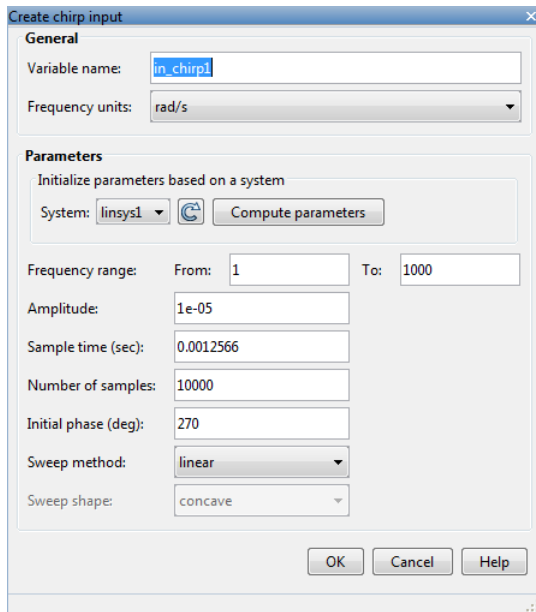 Create chirp input
General
Variable name: in_chirp1
Frequency units: rad/s
Parameters
Initialize parameters based on a system
System: linsys1 Compute parameters
Frequency range: From: 1 To: 1000
Amplitude: 1e-05
Sample time (sec): 0.0012566
Number of samples: 10000
Initial phase (deg): 270
Sweep method: linear
Sweep shape: concave
OK Cancel Help